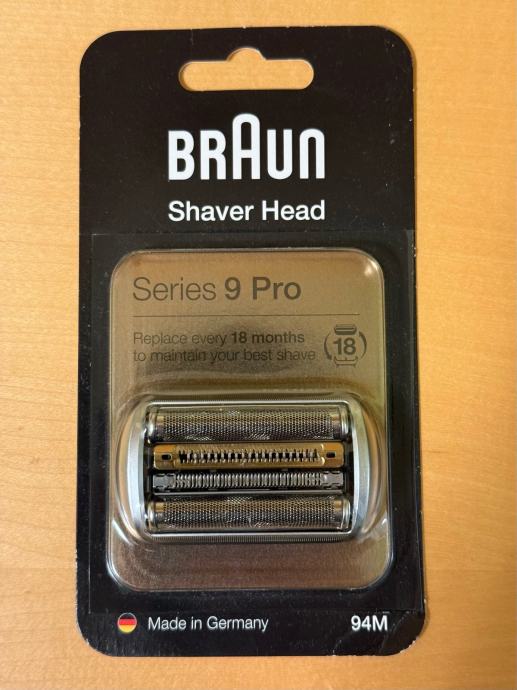 BRAUN
Shaver Head
Series 9 Pro
Replace every 18 months
to maintain your best shave
18
Made in Germany
94M